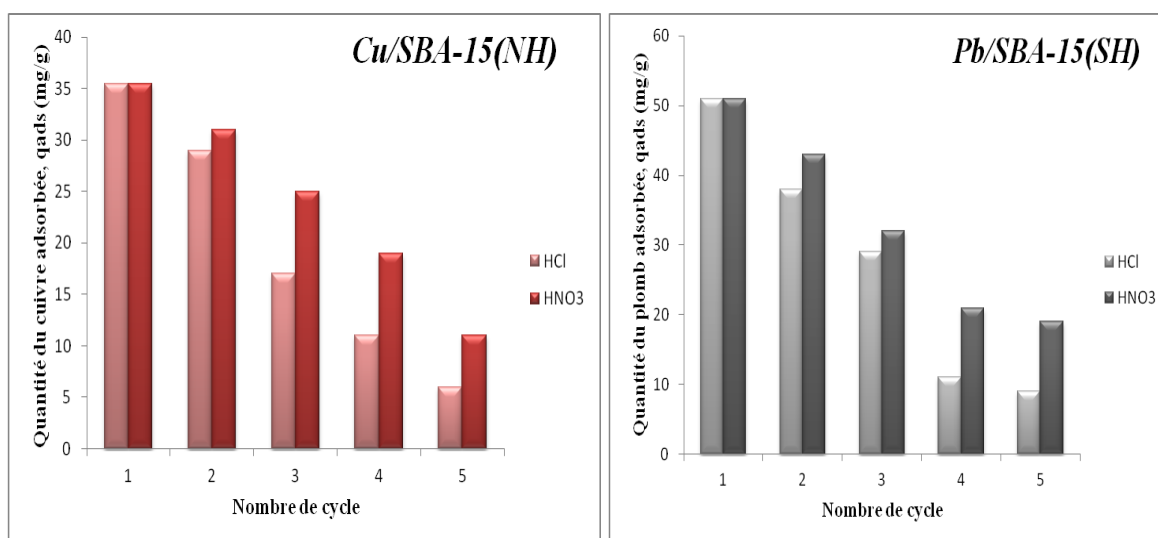 Cu/SBA-15(NH)
Quantité du cuivre adsorbée, qads (mg/g)
40
35
30
25
20
15
10
5
0
1 2 3 4 5
Nombre de cycle
HCl
HNO3
Pb/SBA-15(SH)
Quantité du plomb adsorbée, qads (mg/g)
60
50
40
30
20
10
0
1 2 3 4 5
Nombre de cycle
HCl
HNO3